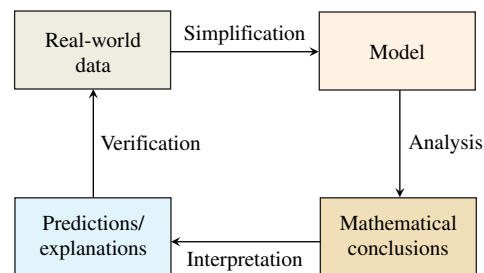 Real-world
data
Simplification
Model
Verification
Analysis
Predictions/
explanations
Interpretation
Mathematical
conclusions